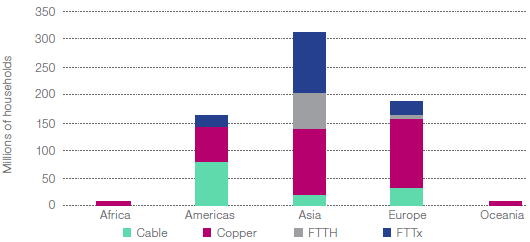 350
300
250
200
150
100
50
0
Millions of households
Africa Americas Asia Europe Oceania
Cable Copper FTTH FTTx